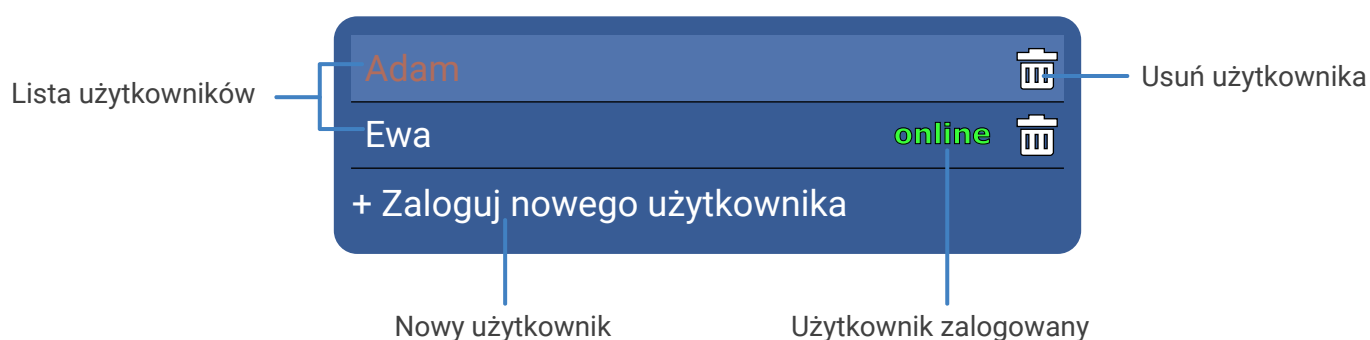 Adam
Usuń użytkownika
Lista użytkowników
Ewa
online
+ Zaloguj nowego użytkownika
Nowy użytkownik
Użytkownik zalogowany